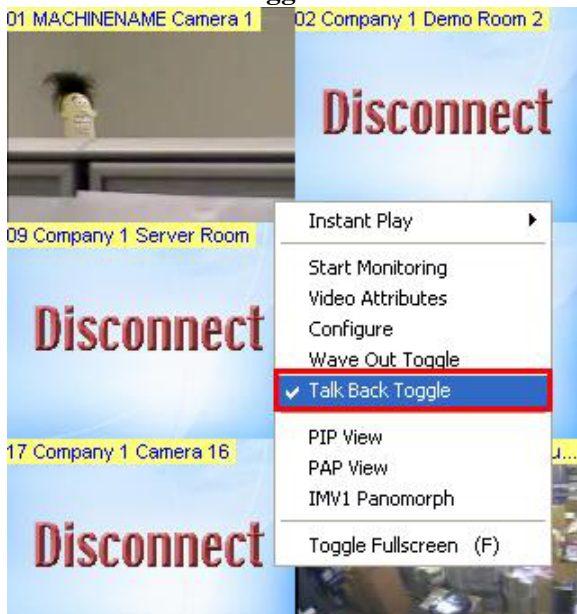 gg
01 MACHINENAME Camera 1
02 Company 1 Demo Room 2
Disconnect
09 Company 1 Server Room
Disconnect
Instant Play
Start Monitoring
Video Attributes
Configure
Wave Out Toggle
Talk Back Toggle
PIP View
PAP View
IMV1 Panomorph
Toggle Fullscreen (F)
17 Company 1 Camera 16
Disconnect